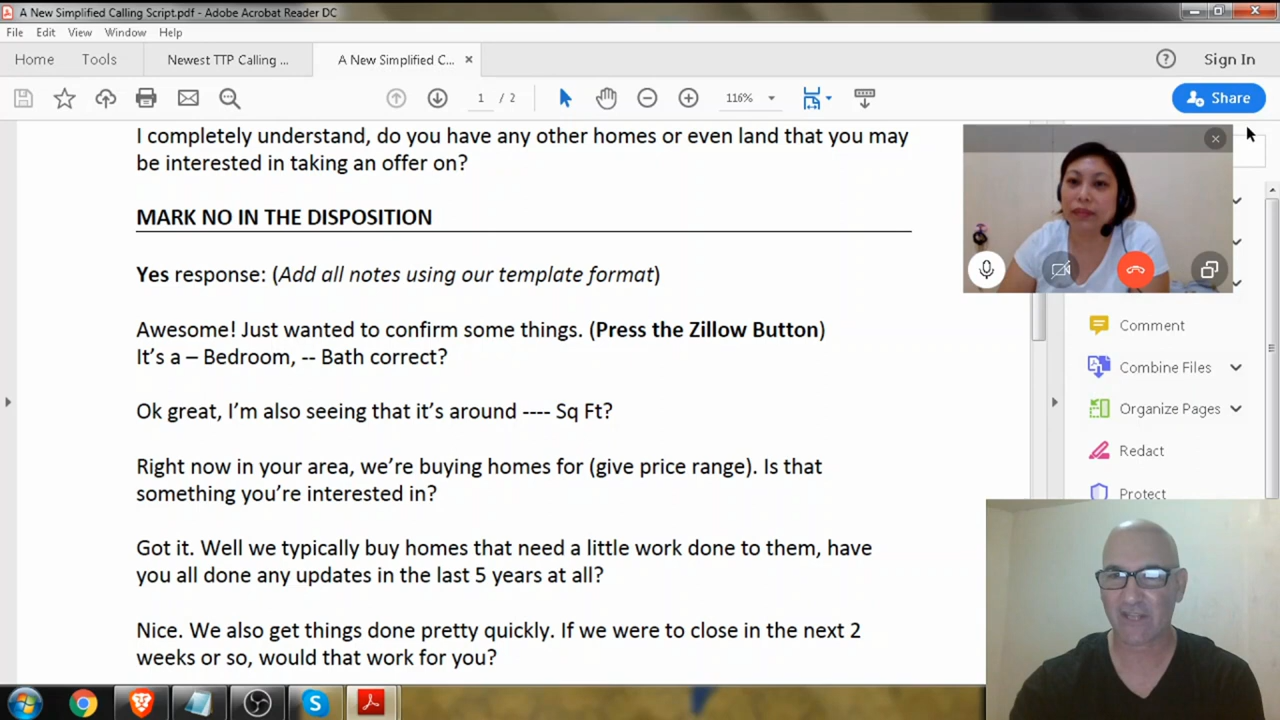 A New Simplified Calling Script.pdf - Adobe Acrobat Reader DC
File Edit View Window Help
Home Tools Newest TTP Calling ... A New Simplified C... Sign In
1 / 2 116% Share
I completely understand, do you have any other homes or even land that you may
be interested in taking an offer on?
MARK NO IN THE DISPOSITION
Yes response: (Add all notes using our template format)
Awesome! Just wanted to confirm some things. (Press the Zillow Button)
It's a – Bedroom, -- Bath correct?
Ok great, I'm also seeing that it's around ---- Sq Ft?
Right now in your area, we're buying homes for (give price range). Is that
something you're interested in?
Got it. Well we typically buy homes that need a little work done to them, have
you all done any updates in the last 5 years at all?
Nice. We also get things done pretty quickly. If we were to close in the next 2
weeks or so, would that work for you?
Comment
Combine Files
Organize Pages
Redact
Protect